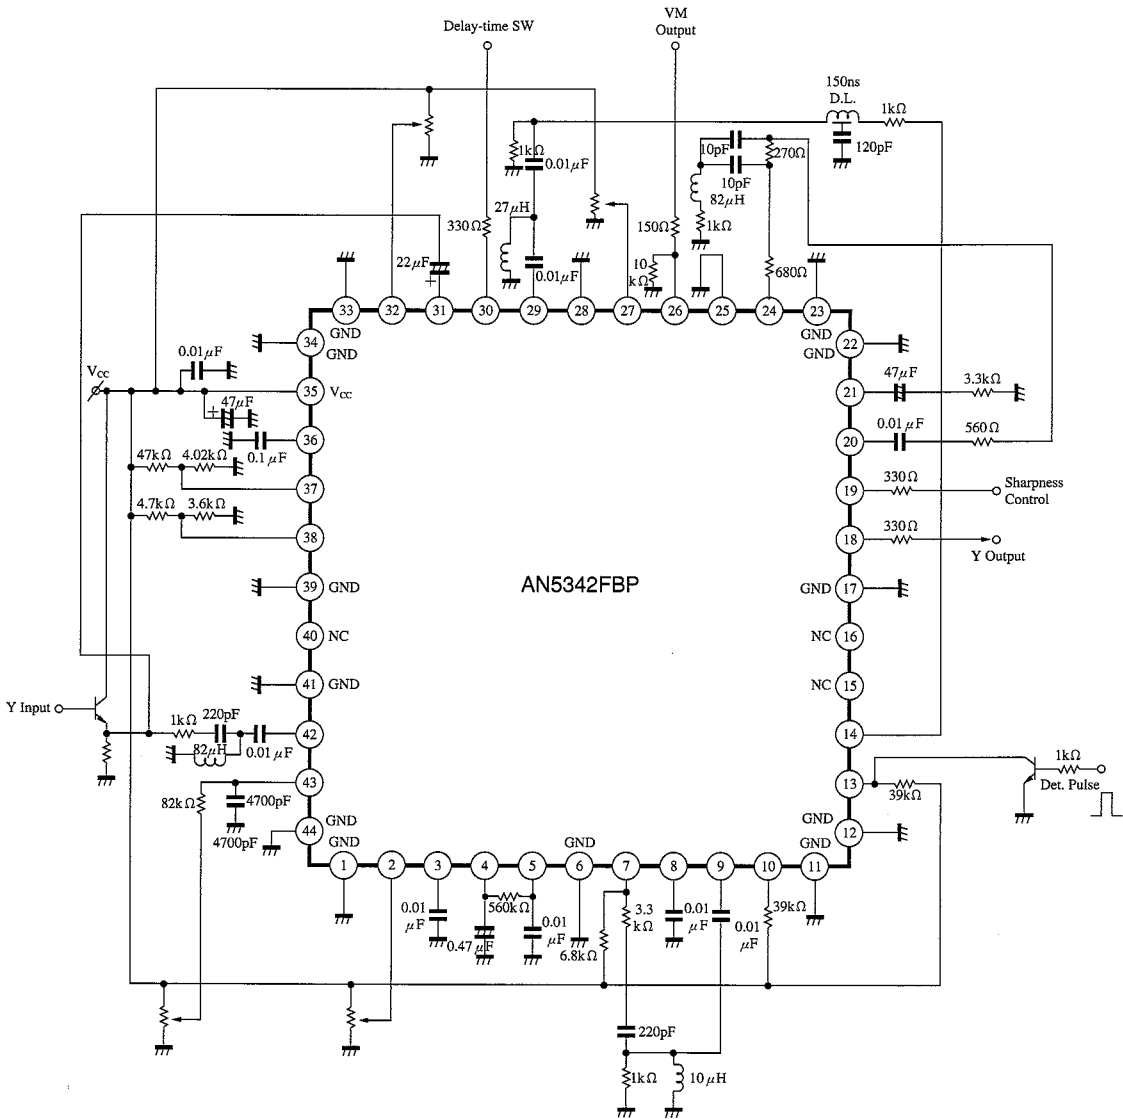 Delay-time SW
VM
Output
150ns
D.L.
1kΩ
120pF
1kΩ
0.01μF
10pF
270Ω
10pF
82μH
1kΩ
27μH
330Ω
150Ω
22μF
+
0.01μF
10
kΩ
680Ω
33
32
31
30
29
28
27
26
25
24
23
GND
GND
34
GND
GND
22
0.01μF
VCC
35
VCC
47μF
21
3.3kΩ
+
47μF
0.01μF
36
0.1μF
20
560Ω
47kΩ
4.02kΩ
37
330Ω
19
Sharpness
Control
4.7kΩ
3.6kΩ
38
330Ω
18
Y Output
AN5342FBP
39
GND
GND
17
40
NC
NC
16
41
GND
NC
15
Y Input
220pF
1kΩ
42
14
82μH
0.01μF
43
13
1kΩ
Det. Pulse
39kΩ
82kΩ
4700pF
4700pF
GND
44
GND
GND
12
GND
GND
1
2
3
4
5
6
7
8
9
10
11
0.01
μF
560kΩ
0.47μF
0.01
μF
3.3
kΩ
6.8kΩ
0.01
μF
0.01
μF
39kΩ
220pF
1kΩ
10μH